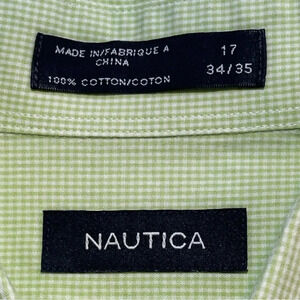 MADE IN/FABRIQUE A
CHINA
100% COTTON/COTON
17
34/35
NAUTICA